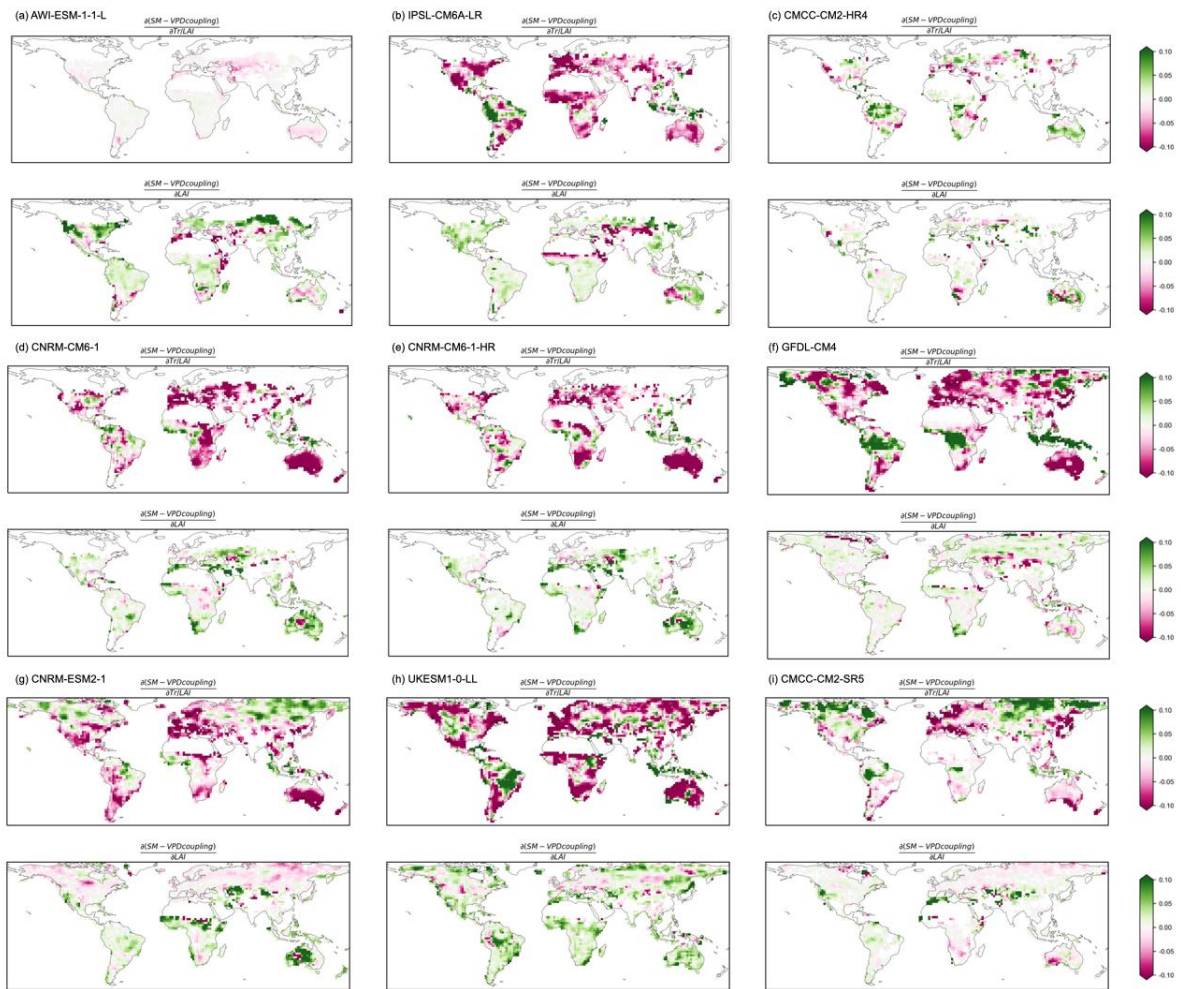 (a) AWI-ESM-1-1-L
∂(SM − VPDcoupling)
∂Tr/LAI
(b) IPSL-CM6A-LR
∂(SM − VPDcoupling)
∂Tr/LAI
(c) CMCC-CM2-HR4
∂(SM − VPDcoupling)
∂Tr/LAI
0.10
0.05
0.00
-0.05
-0.10
∂(SM − VPDcoupling)
∂LAI
∂(SM − VPDcoupling)
∂LAI
∂(SM − VPDcoupling)
∂LAI
0.10
0.05
0.00
-0.05
-0.10
(d) CNRM-CM6-1
∂(SM − VPDcoupling)
∂Tr/LAI
(e) CNRM-CM6-1-HR
∂(SM − VPDcoupling)
∂Tr/LAI
(f) GFDL-CM4
∂(SM − VPDcoupling)
∂Tr/LAI
0.10
0.05
0.00
-0.05
-0.10
∂(SM − VPDcoupling)
∂LAI
∂(SM − VPDcoupling)
∂LAI
∂(SM − VPDcoupling)
∂LAI
0.10
0.05
0.00
-0.05
-0.10
(g) CNRM-ESM2-1
∂(SM − VPDcoupling)
∂Tr/LAI
(h) UKESM1-0-LL
∂(SM − VPDcoupling)
∂Tr/LAI
(i) CMCC-CM2-SR5
∂(SM − VPDcoupling)
∂Tr/LAI
0.10
0.05
0.00
-0.05
-0.10
∂(SM − VPDcoupling)
∂LAI
∂(SM − VPDcoupling)
∂LAI
∂(SM − VPDcoupling)
∂LAI
0.10
0.05
0.00
-0.05
-0.10